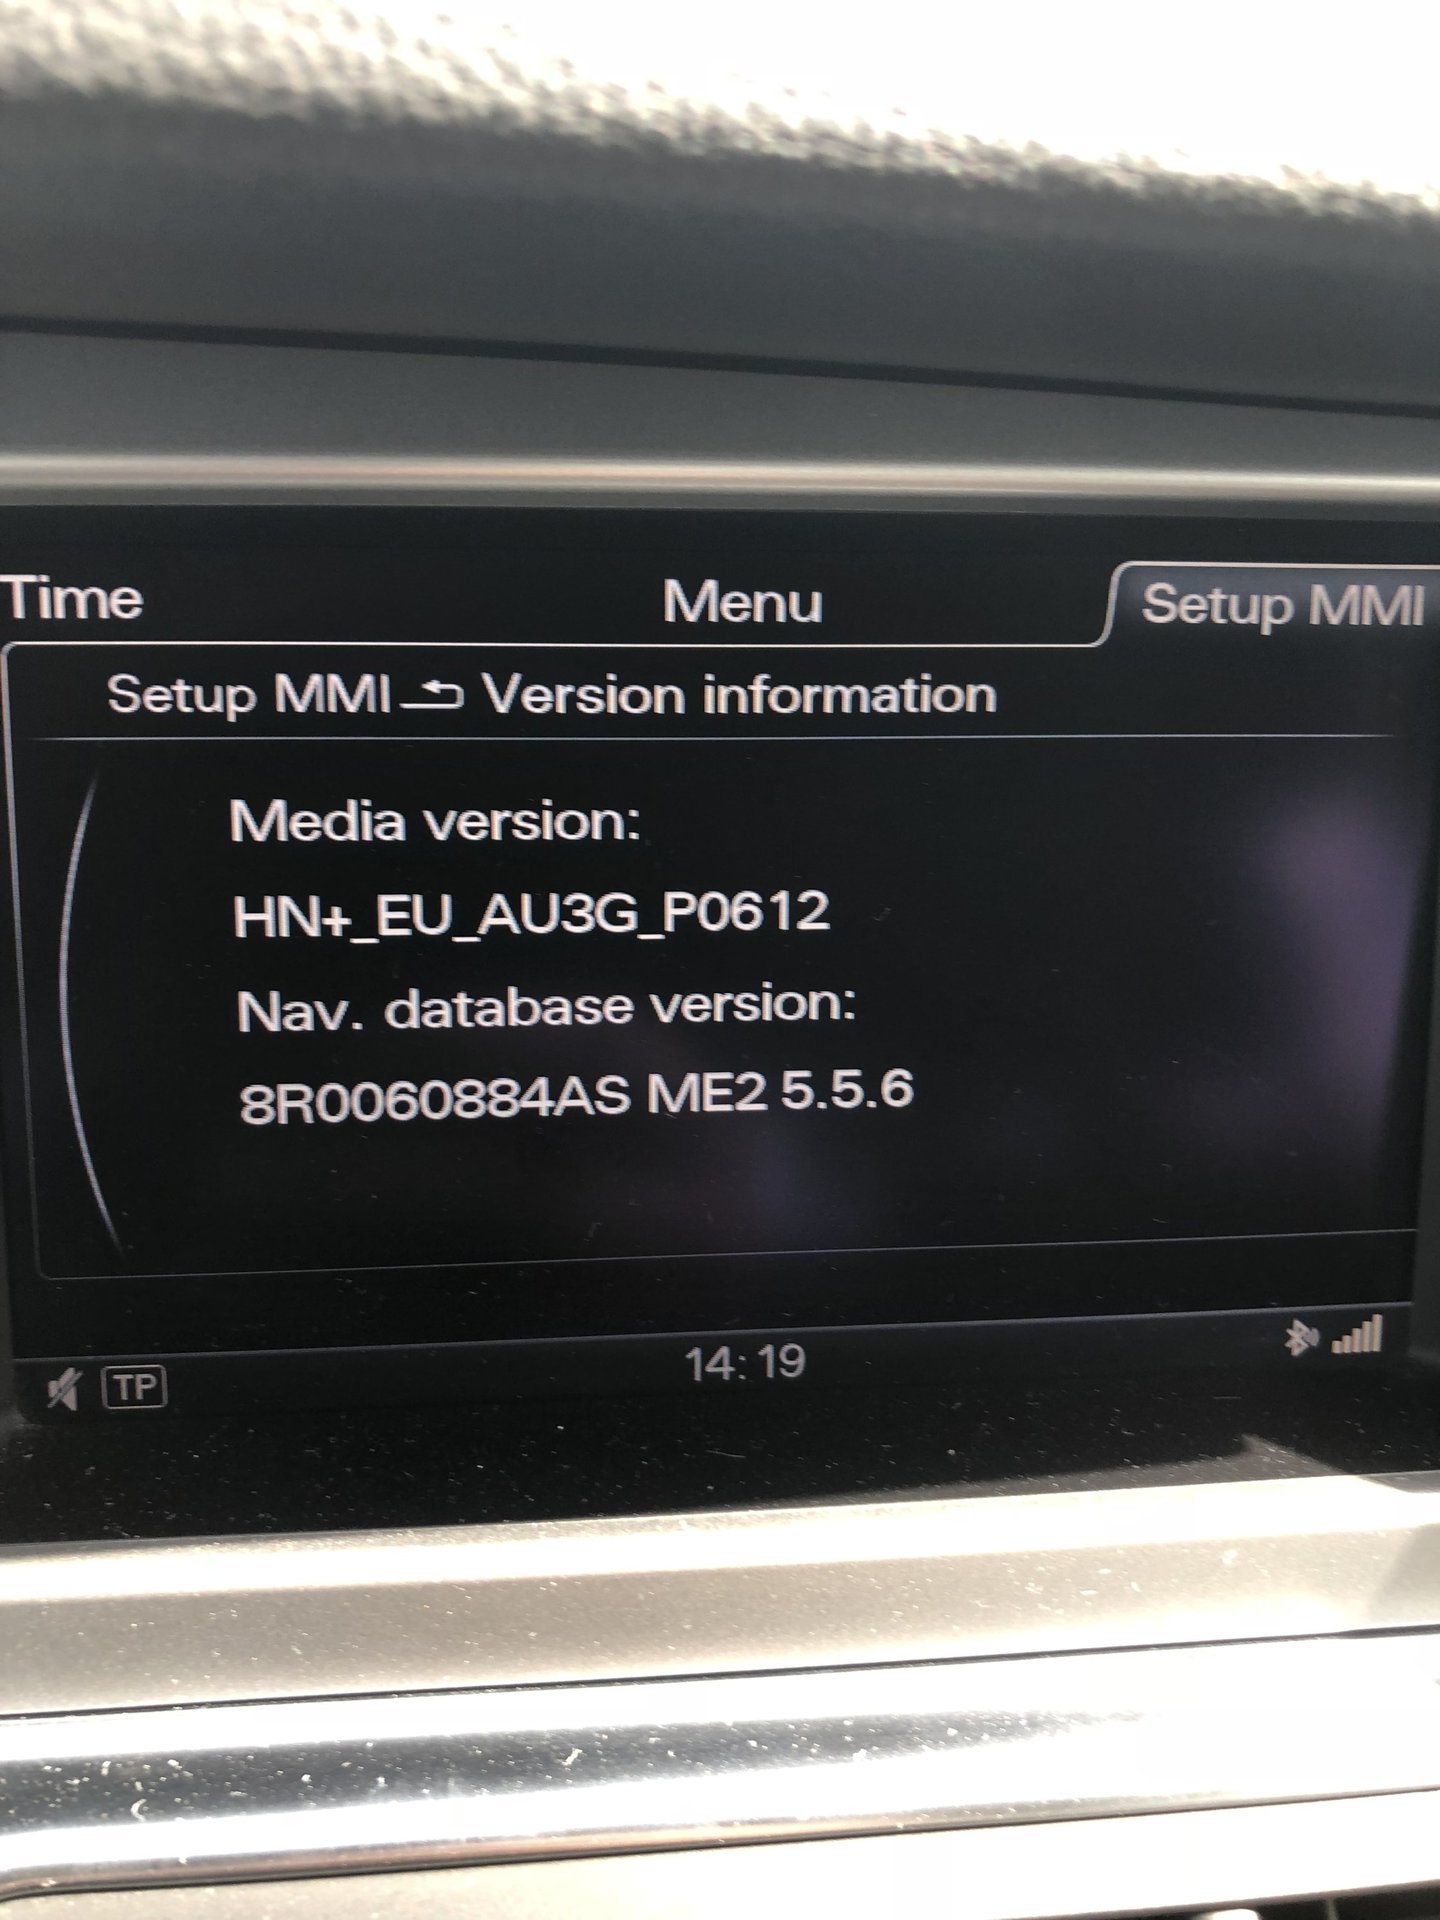 Time Menu Setup MMI
Setup MMI Version information
Media version:
HN+_EU_AU3G_P0612
Nav. database version:
8R0060884AS ME2 5.5.6
TP 14:19